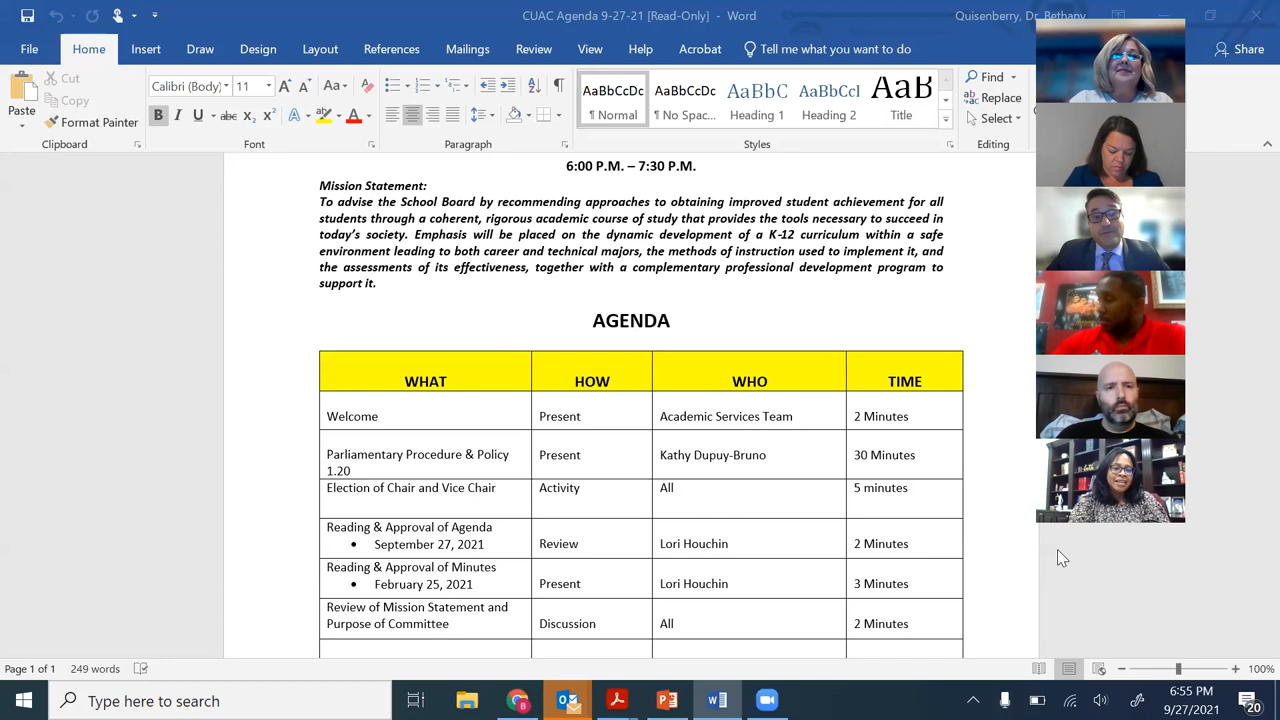 CUAC Agenda 9-27-21 [Read-Only] - Word
Quisenberry, Dr. Bethany
File Home Insert Draw Design Layout References Mailings Review View Help Acrobat Tell me what you want to do Share
Paste
Cut
Copy
Format Painter
Clipboard
Calibri (Body) 11 A A Aa A
B I U abc x2 x2 A
Font
Paragraph
AaBbCcDc AaBbCcDc AaBbC AaBbCcl AaB
¶ Normal ¶ No Spac... Heading 1 Heading 2 Title
Styles
Find
Replace
Select
Editing
6:00 P.M. – 7:30 P.M.
Mission Statement:
To advise the School Board by recommending approaches to obtaining improved student achievement for all
students through a coherent, rigorous academic course of study that provides the tools necessary to succeed in
today's society. Emphasis will be placed on the dynamic development of a K-12 curriculum within a safe
environment leading to both career and technical majors, the methods of instruction used to implement it, and
the assessments of its effectiveness, together with a complementary professional development program to
support it.
AGENDA
WHAT HOW WHO TIME
Welcome Present Academic Services Team 2 Minutes
Parliamentary Procedure & Policy Present Kathy Dupuy-Bruno 30 Minutes
1.20
Election of Chair and Vice Chair Activity All 5 minutes
Reading & Approval of Agenda
• September 27, 2021 Review Lori Houchin 2 Minutes
Reading & Approval of Minutes
• February 25, 2021 Present Lori Houchin 3 Minutes
Review of Mission Statement and
Purpose of Committee Discussion All 2 Minutes
Page 1 of 1 249 words 100%
Type here to search
6:55 PM
9/27/2021
20